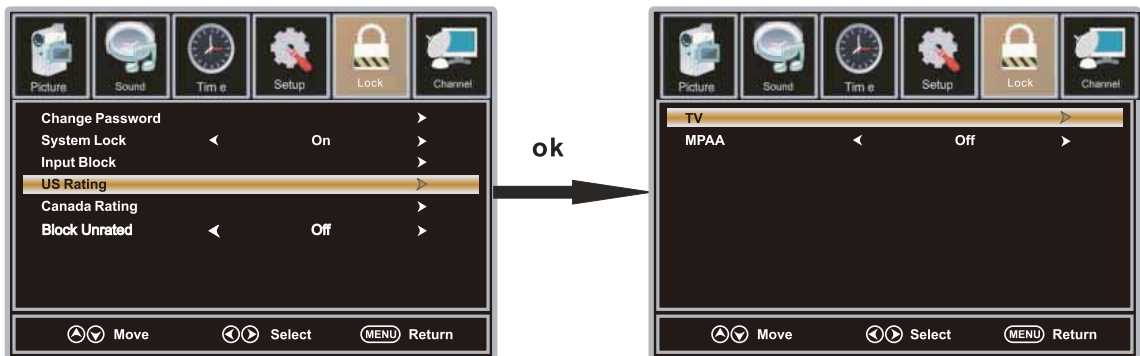 Picture Sound Tim e Setup Lock Channel
Change Password
System Lock On
Input Block
US Rating
Canada Rating
Block Unrated Off
Move Select MENU Return
ok
Picture Sound Tim e Setup Lock Channel
TV
MPAA Off
Move Select MENU Return